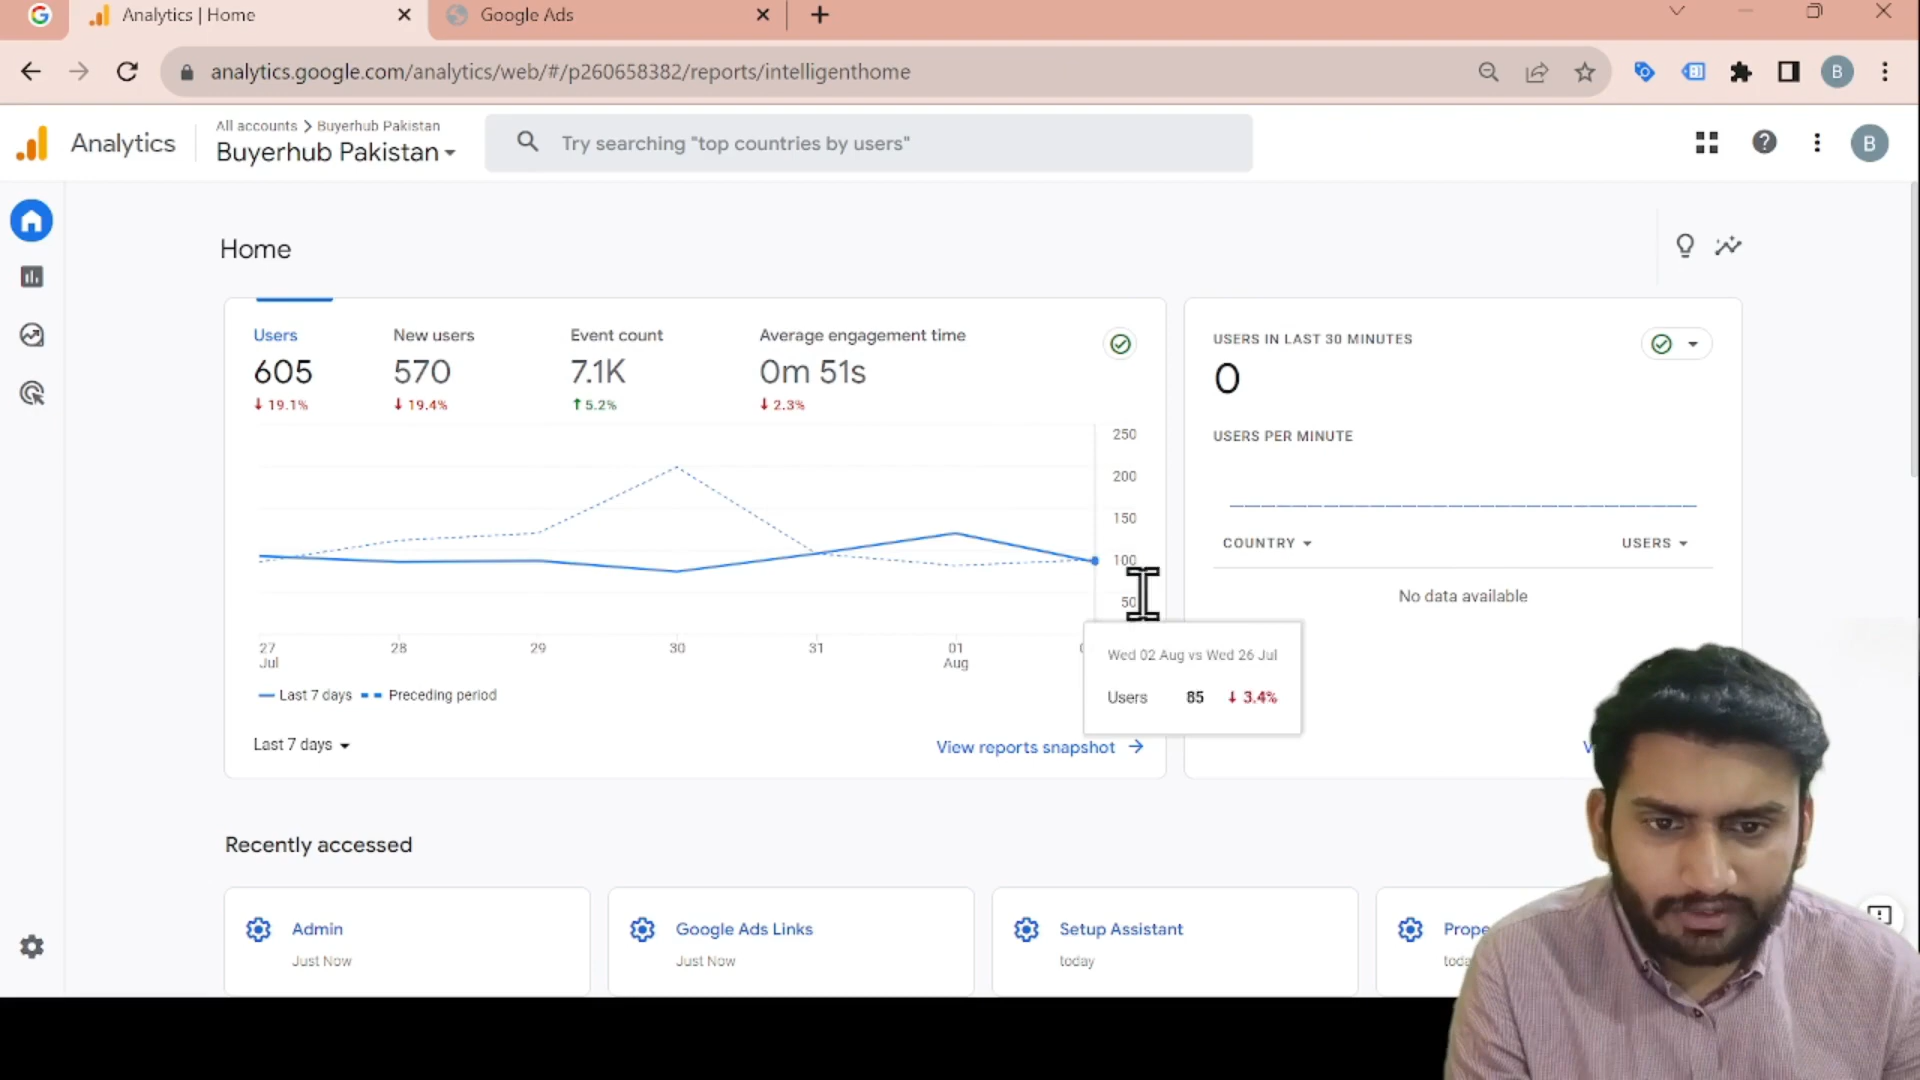 Analytics | Home
Google Ads
analytics.google.com/analytics/web/#/p260658382/reports/intelligenthome
B
Analytics
All accounts > Buyerhub Pakistan
Buyerhub Pakistan
Try searching "top countries by users"
B
Home
Users
605
↓ 19.1%
New users
570
↓ 19.4%
Event count
7.1K
↑ 5.2%
Average engagement time
0m 51s
↓ 2.3%
250
200
150
100
50
27
Jul
28
29
30
31
01
Aug
Last 7 days
Preceding period
Last 7 days
View reports snapshot
Wed 02 Aug vs Wed 26 Jul
Users 85 ↓ 3.4%
USERS IN LAST 30 MINUTES
0
USERS PER MINUTE
COUNTRY
USERS
No data available
Recently accessed
Admin
Just Now
Google Ads Links
Just Now
Setup Assistant
today